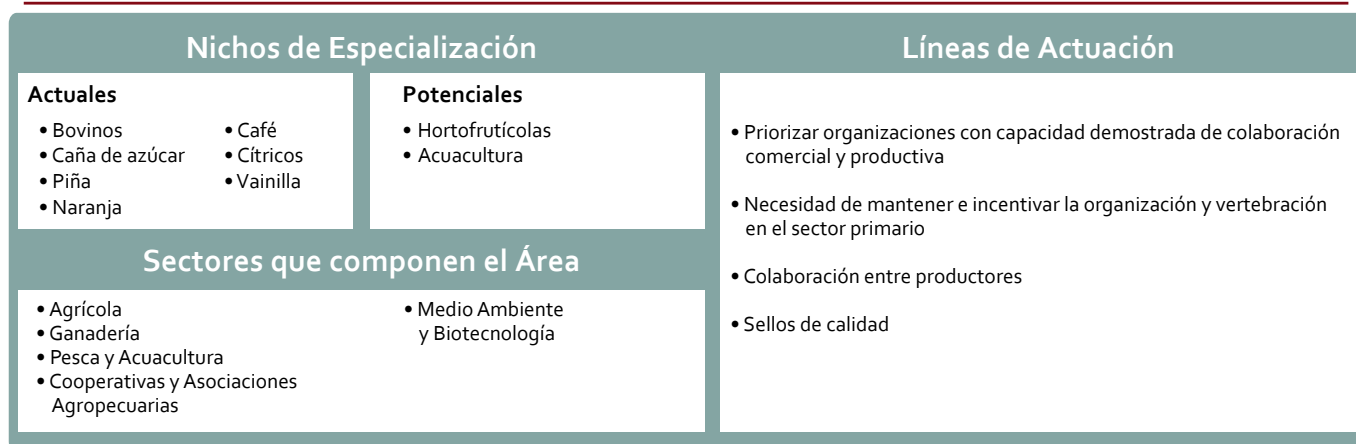 Nichos de Especialización
Actuales
• Bovinos
• Caña de azúcar
• Piña
• Naranja
• Café
• Cítricos
• Vainilla
Potenciales
• Hortofrutícolas
• Acuacultura
Sectores que componen el Área
• Agrícola
• Ganadería
• Pesca y Acuacultura
• Cooperativas y Asociaciones
Agropecuarias
• Medio Ambiente
y Biotecnología
Líneas de Actuación
• Priorizar organizaciones con capacidad demostrada de colaboración
comercial y productiva
• Necesidad de mantener e incentivar la organización y vertebración
en el sector primario
• Colaboración entre productores
• Sellos de calidad